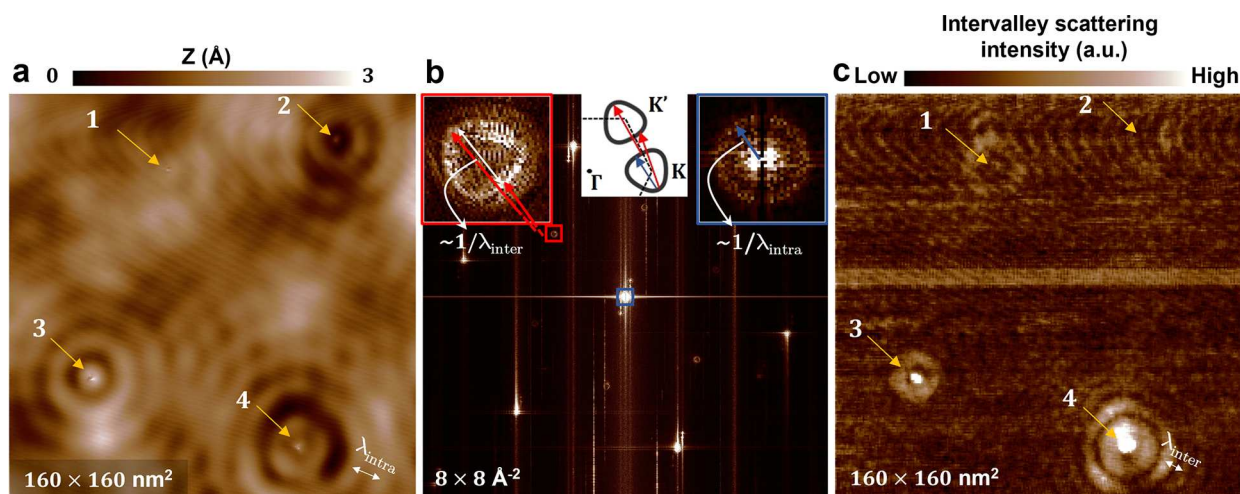 a
Z (Å)
0
3
1
2
3
4
λintra
160 × 160 nm²
b
K'
K
Γ
~1/λinter
~1/λintra
8 × 8 Å⁻²
Intervalley scattering
intensity (a.u.)
c
Low
High
1
2
3
4
λinter
160 × 160 nm²